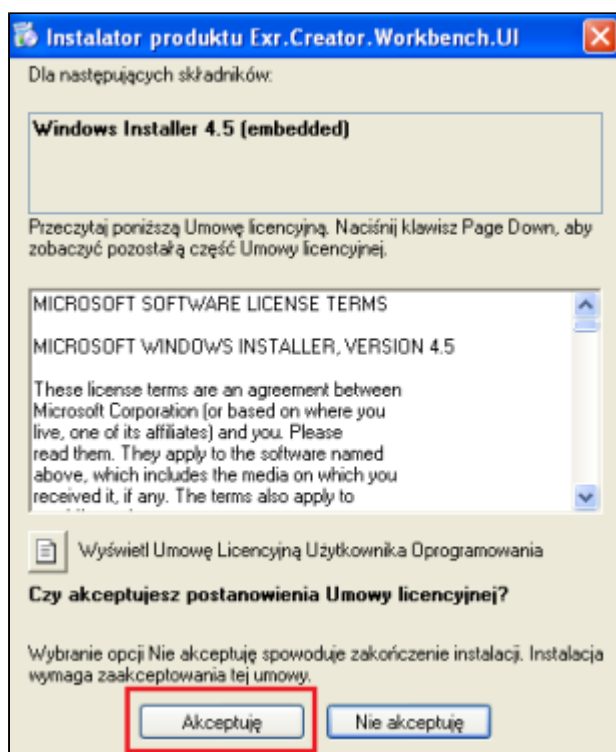 Instalator produktu Exr.Creator.Workbench.UI
Dla następujących składników:
Windows Installer 4.5 (embedded)
Przeczytaj poniższą Umowę licencyjną. Naciśnij klawisz Page Down, aby
zobaczyć pozostałą część Umowy licencyjnej.
MICROSOFT SOFTWARE LICENSE TERMS
MICROSOFT WINDOWS INSTALLER, VERSION 4.5
These license terms are an agreement between
Microsoft Corporation (or based on where you
live, one of its affiliates) and you. Please
read them. They apply to the software named
above, which includes the media on which you
received it, if any. The terms also apply to
Wyświetl Umowę Licencyjną Użytkownika Oprogramowania
Czy akceptujesz postanowienia Umowy licencyjnej?
Wybranie opcji Nie akceptuję spowoduje zakończenie instalacji. Instalacja
wymaga zaakceptowania tej umowy.
Akceptuję Nie akceptuję